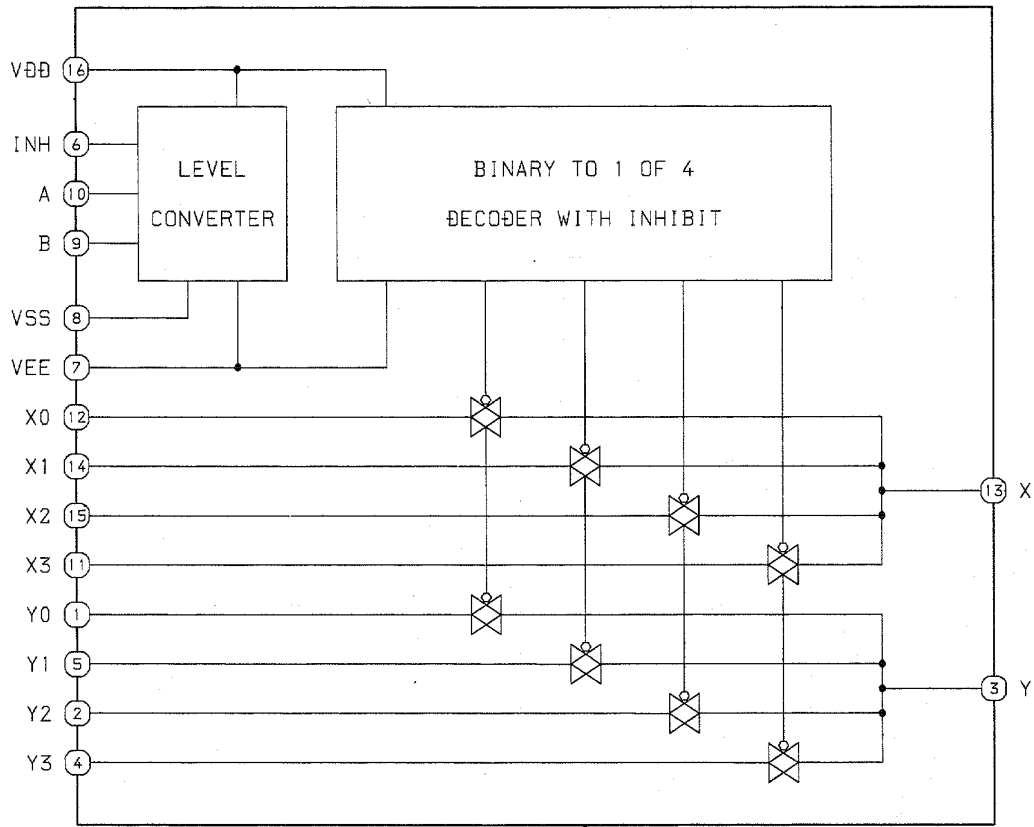 VDD 16
INH 6
A 10
B 9
VSS 8
VEE 7
X0 12
X1 14
X2 15
X3 11
Y0 1
Y1 5
Y2 2
Y3 4
LEVEL
CONVERTER
BINARY TO 1 OF 4
DECODER WITH INHIBIT
13 X
3 Y